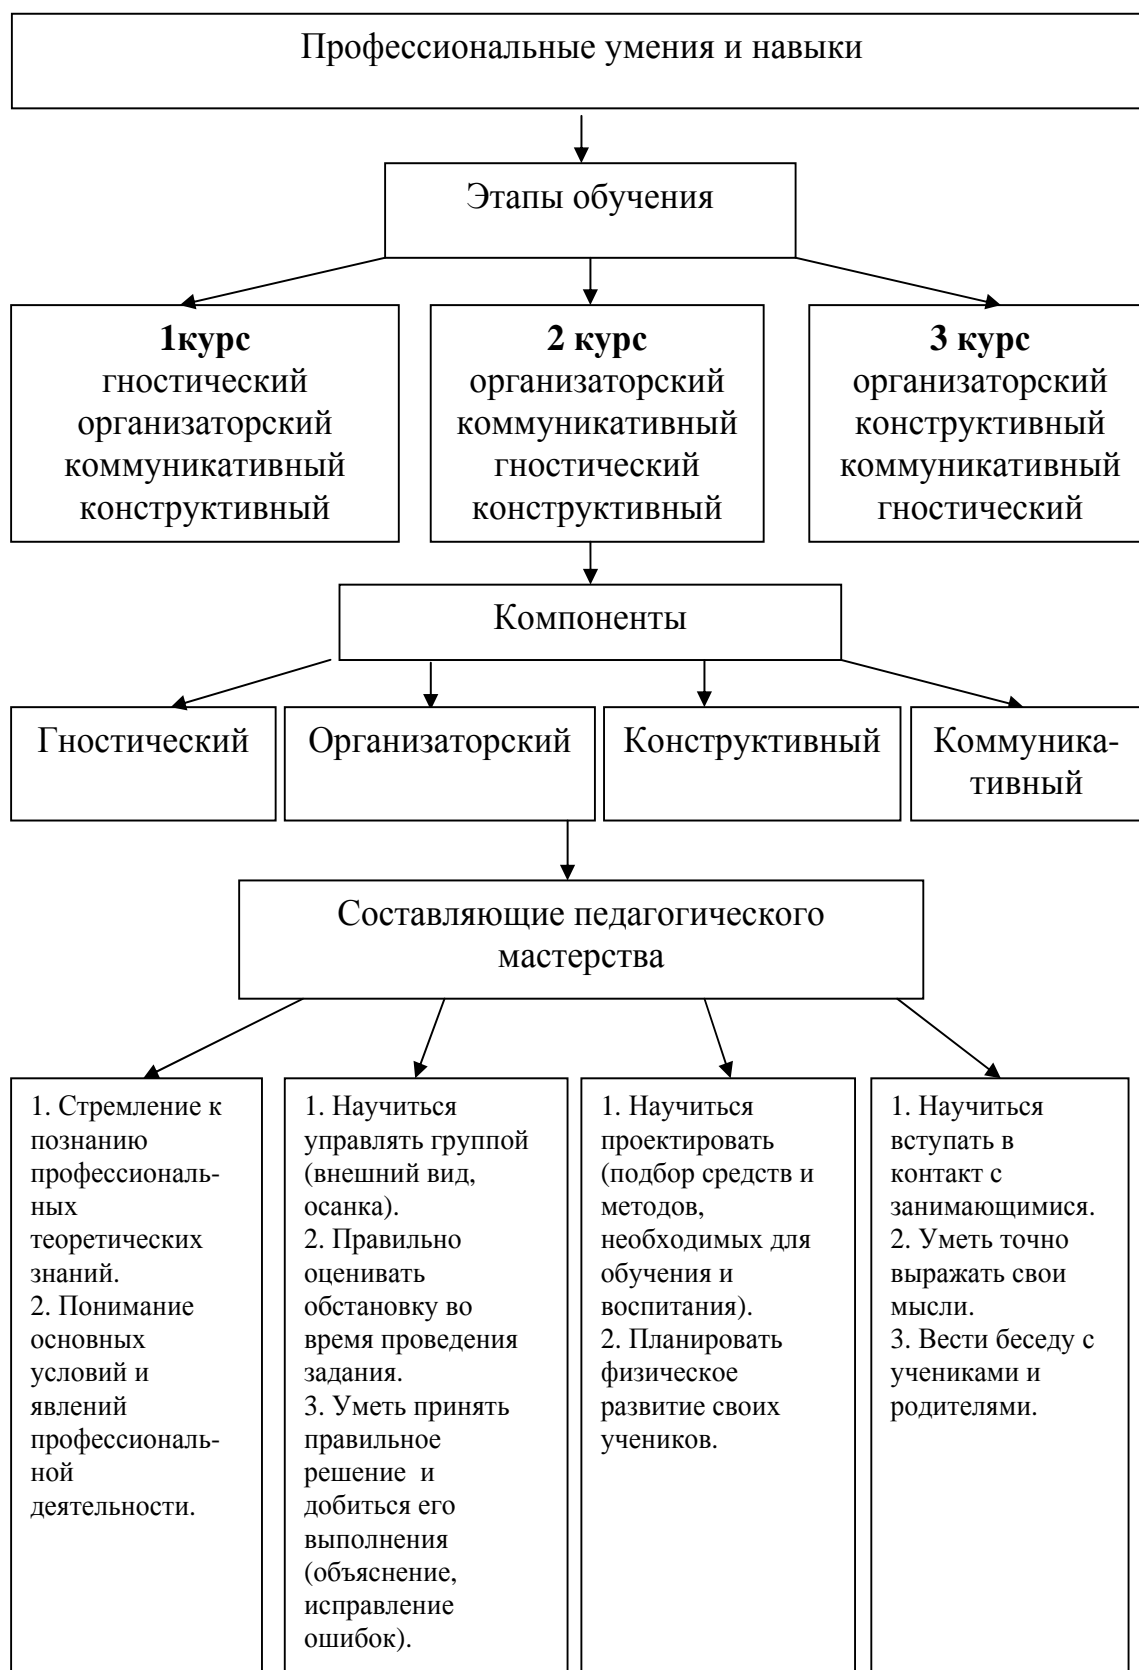 Профессиональные умения и навыки
Этапы обучения
1курс
гностический
организаторский
коммуникативный
конструктивный
2 курс
организаторский
коммуникативный
гностический
конструктивный
3 курс
организаторский
конструктивный
коммуникативный
гностический
Компоненты
Гностический
Организаторский
Конструктивный
Коммуника-
тивный
Составляющие педагогического
мастерства
1. Стремление к
познанию
профессиональ-
ных
теоретических
знаний.
2. Понимание
основных
условий и
явлений
профессиональ-
ной
деятельности.
1. Научиться
управлять группой
(внешний вид,
осанка).
2. Правильно
оценивать
обстановку во
время проведения
задания.
3. Уметь принять
правильное
решение и
добиться его
выполнения
(объяснение,
исправление
ошибок).
1. Научиться
проектировать
(подбор средств и
методов,
необходимых для
обучения и
воспитания).
2. Планировать
физическое
развитие своих
учеников.
1. Научиться
вступать в
контакт с
занимающимися.
2. Уметь точно
выражать свои
мысли.
3. Вести беседу с
учениками и
родителями.